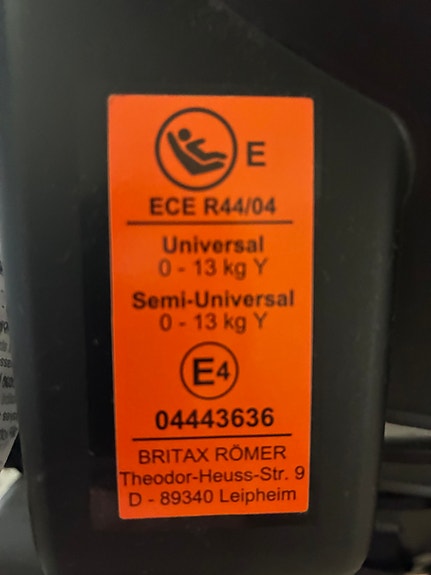 E
ECE R44/04
Universal
0 - 13 kg Y
Semi-Universal
0 - 13 kg Y
E4
04443636
BRITAX RÖMER
Theodor-Heuss-Str. 9
D - 89340 Leipheim